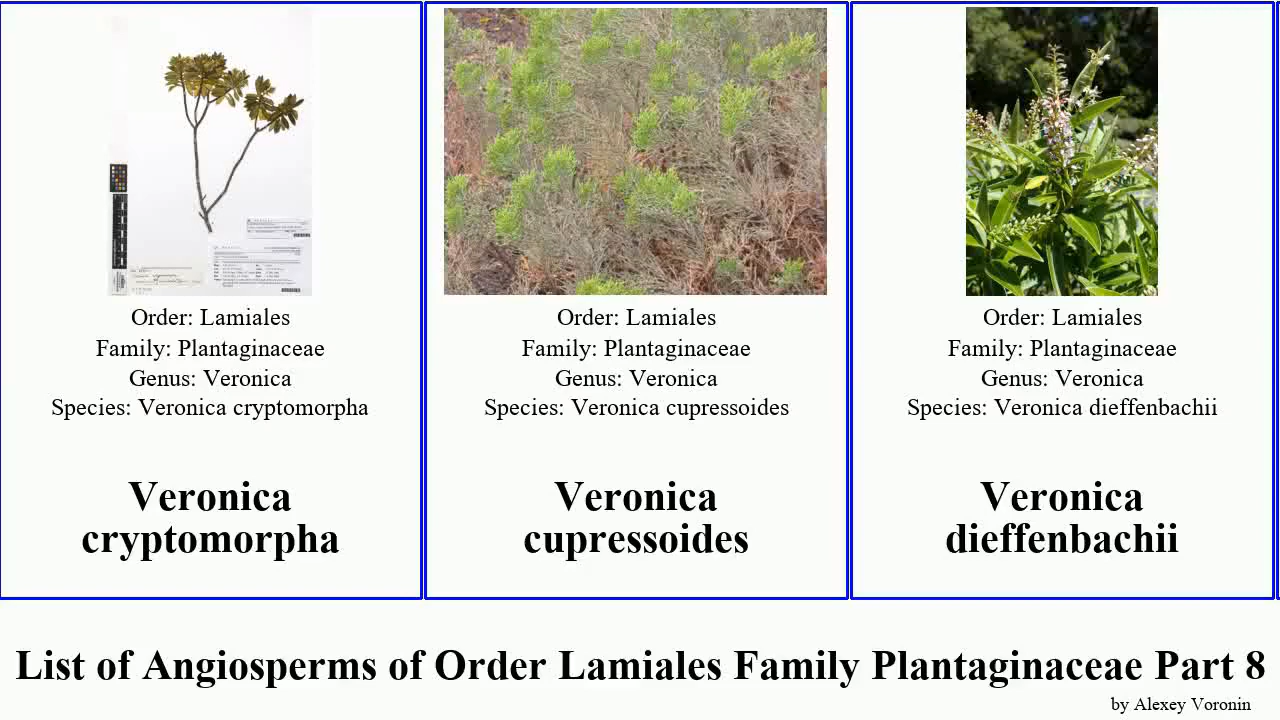 Order: Lamiales
Family: Plantaginaceae
Genus: Veronica
Species: Veronica cryptomorpha
Veronica
cryptomorpha
Order: Lamiales
Family: Plantaginaceae
Genus: Veronica
Species: Veronica cupressoides
Veronica
cupressoides
Order: Lamiales
Family: Plantaginaceae
Genus: Veronica
Species: Veronica dieffenbachii
Veronica
dieffenbachii
List of Angiosperms of Order Lamiales Family Plantaginaceae Part 8
by Alexey Voronin